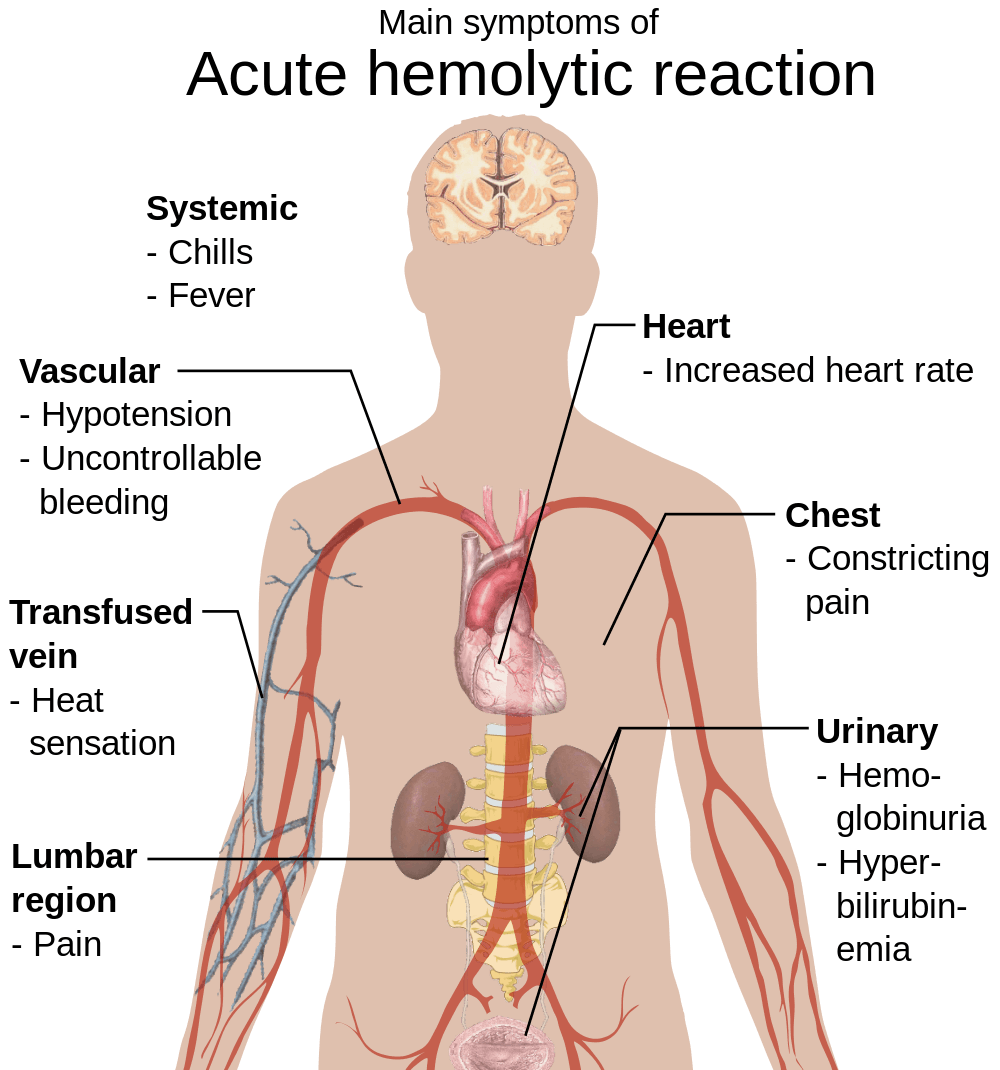 Main symptoms of
Acute hemolytic reaction
Systemic
- Chills
- Fever
Vascular
- Hypotension
- Uncontrollable
bleeding
Transfused
vein
- Heat
sensation
Lumbar
region
- Pain
Heart
- Increased heart rate
Chest
- Constricting
pain
Urinary
- Hemo-
globinuria
- Hyper-
bilirubin-
emia